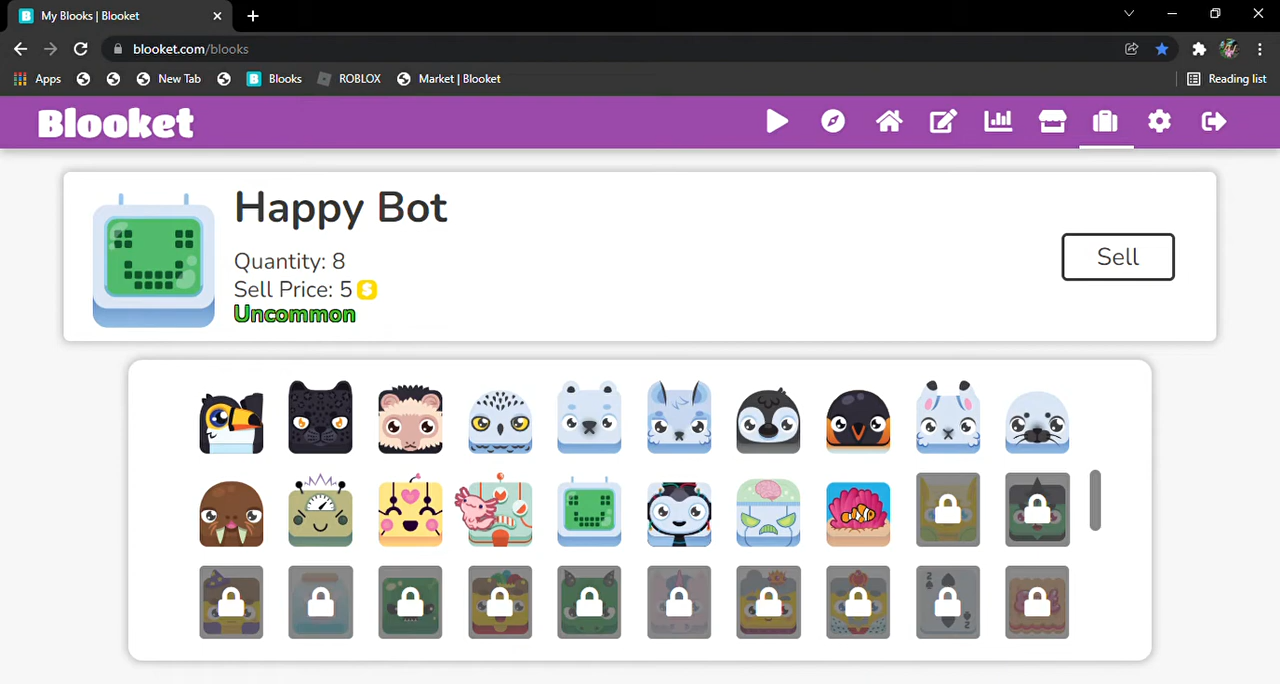 My Blooks | Blooket
blooket.com/blooks
Apps New Tab Blooks ROBLOX Market | Blooket Reading list
Blooket
Happy Bot
Quantity: 8
Sell Price: 5
Uncommon
Sell